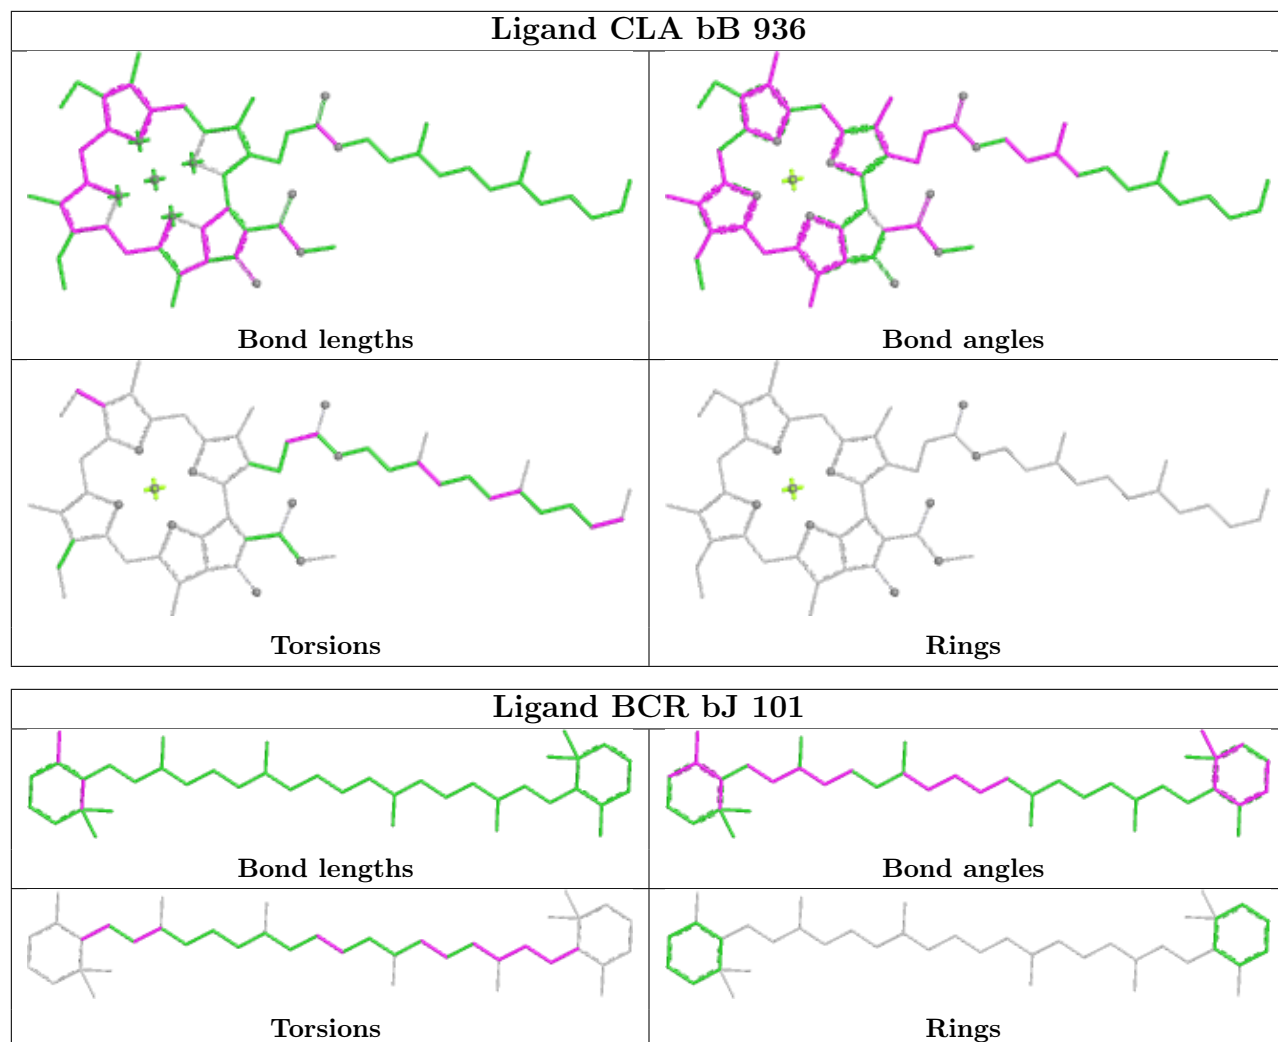 Ligand CLA bB 936
Bond lengths
Bond angles
Torsions
Rings
Ligand BCR bJ 101
Bond lengths
Bond angles
Torsions
Rings